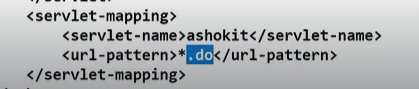 <servlet-mapping>
<servlet-name>ashokit</servlet-name>
<url-pattern>*.do</url-pattern>
</servlet-mapping>